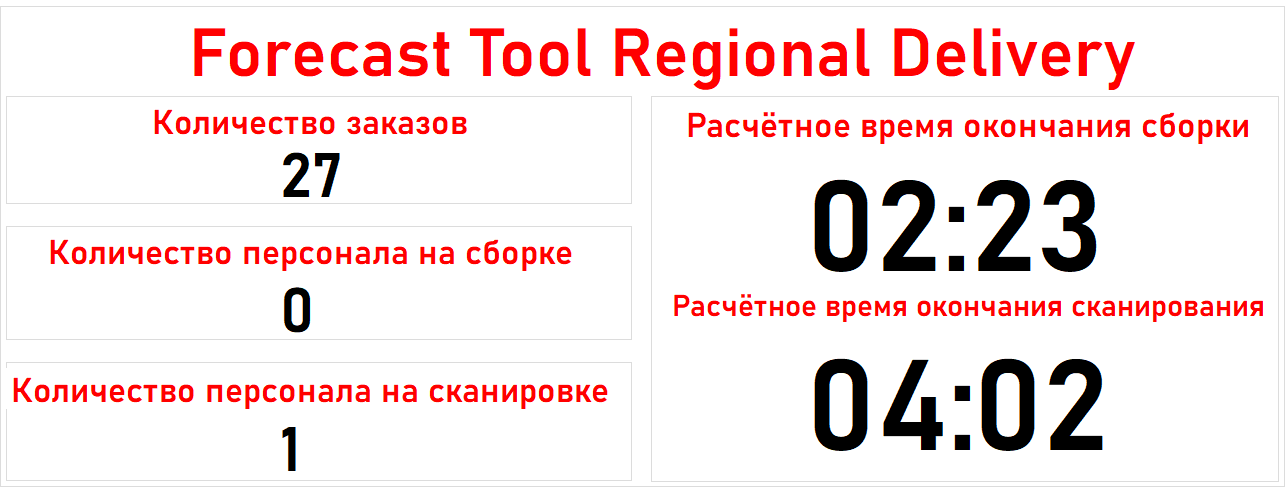 Forecast Tool Regional Delivery
Количество заказов
27
Количество персонала на сборке
0
Количество персонала на сканировке
1
Расчётное время окончания сборки
02:23
Расчётное время окончания сканирования
04:02